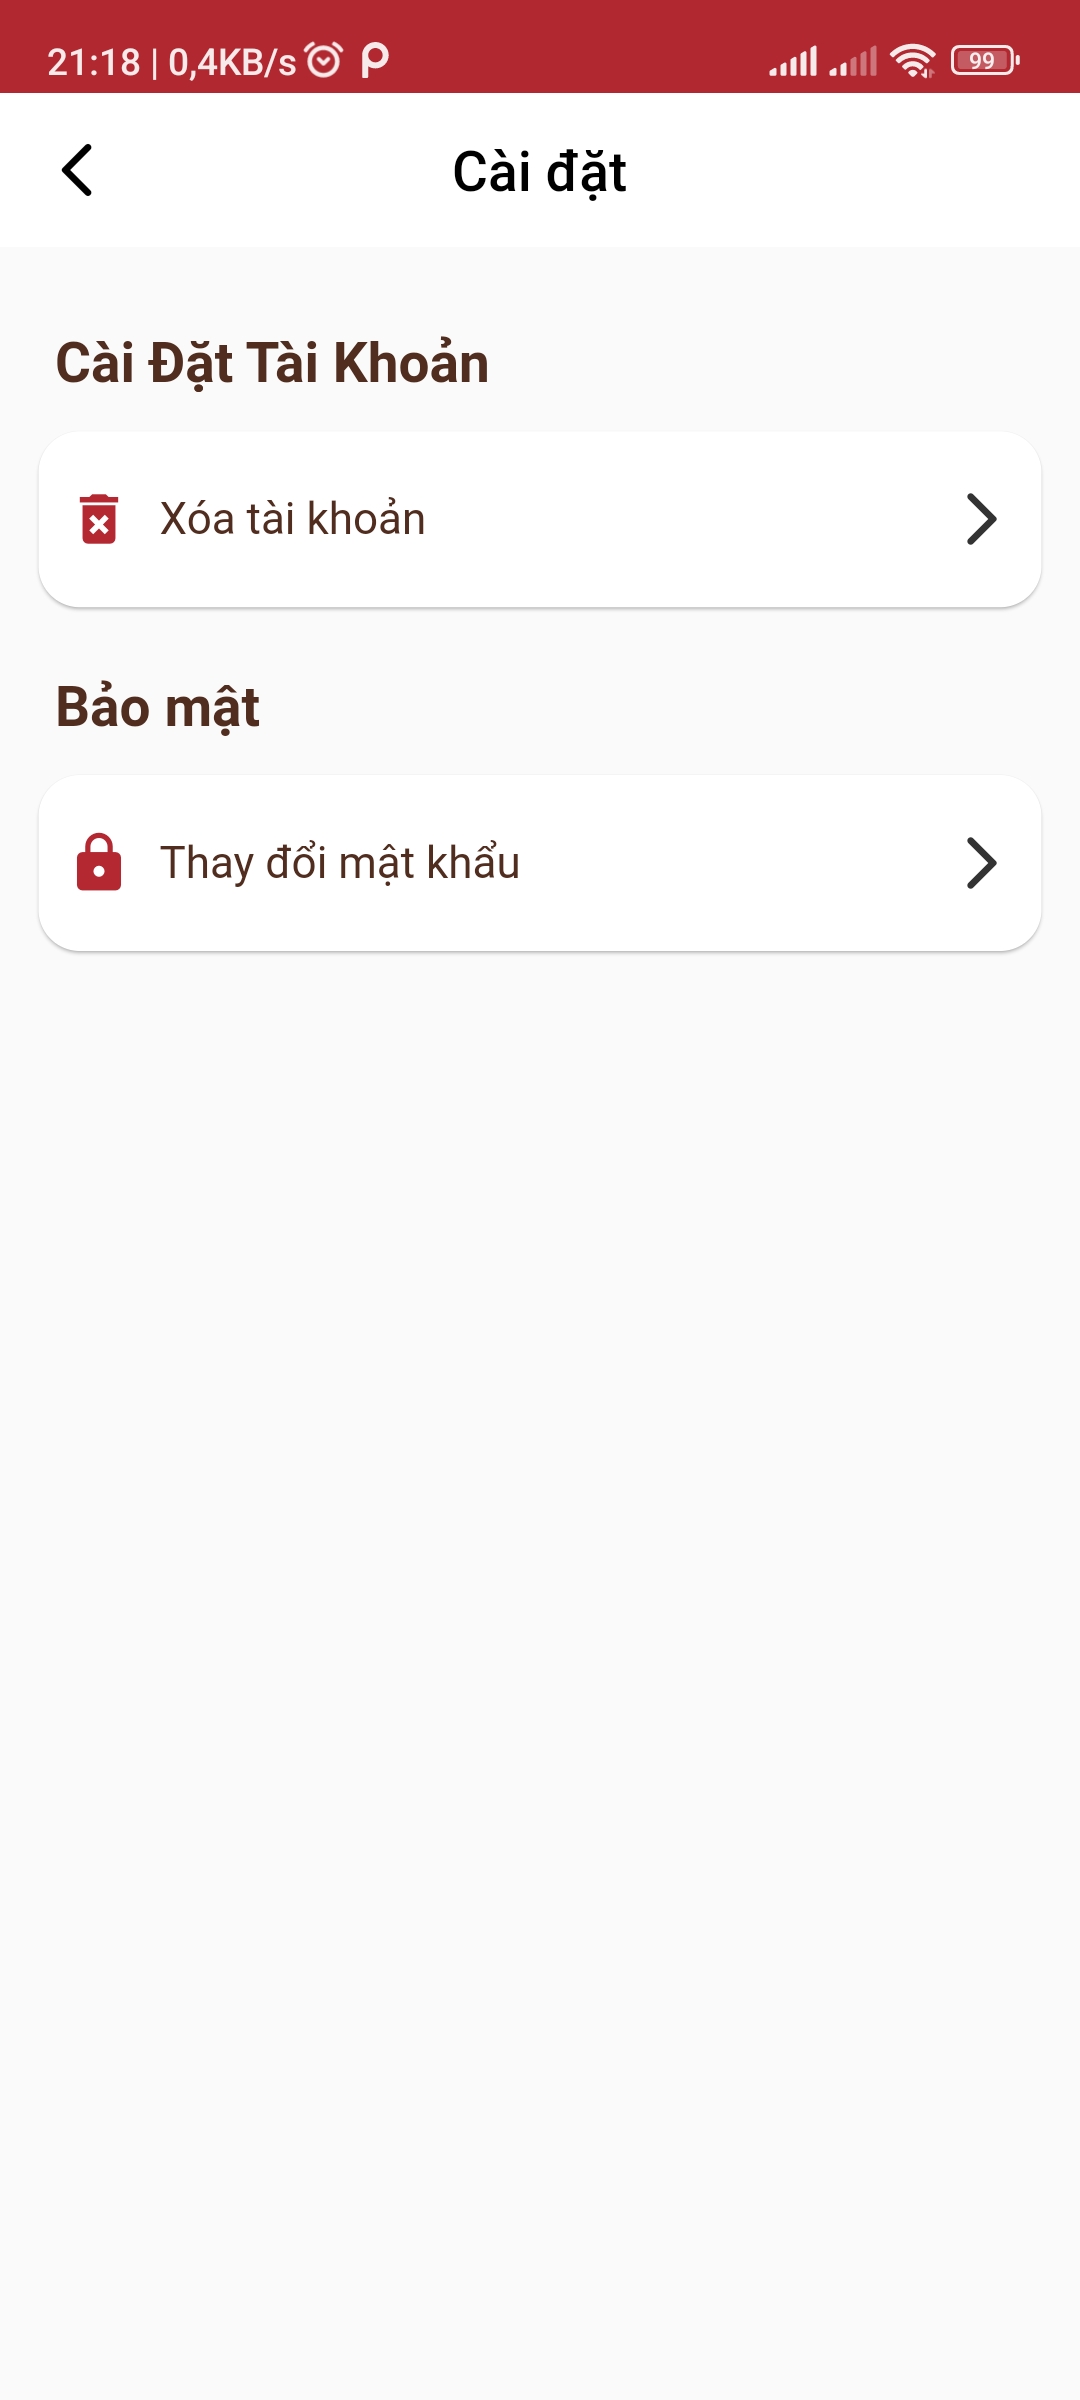 21:18 | 0,4KB/s
99
Cài đặt
Cài Đặt Tài Khoản
Xóa tài khoản
Bảo mật
Thay đổi mật khẩu